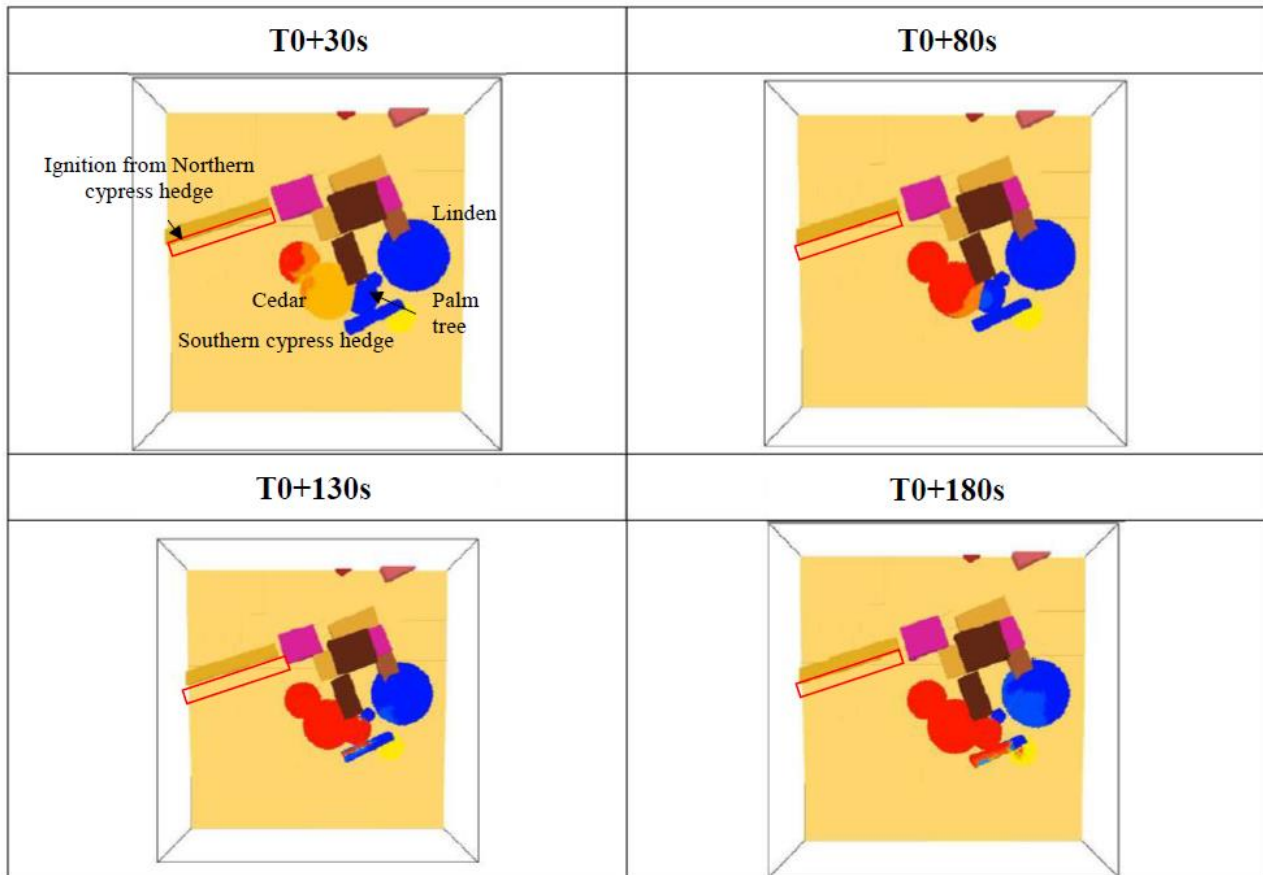 T0+30s
T0+80s
Ignition from Northern
cypress hedge
Linden
Cedar
Palm
tree
Southern cypress hedge
T0+130s
T0+180s